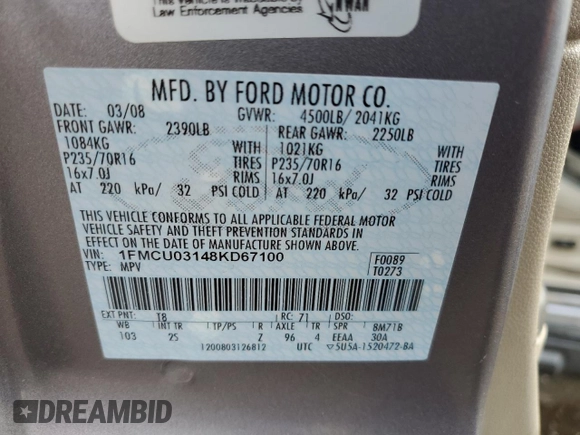 This Vehicle is
Law Enforcement Agencies
MFD. BY FORD MOTOR CO.
DATE: 03/08 GVWR: 4500LB/ 2041KG
FRONT GAWR: 2390LB REAR GAWR: 2250LB
1084KG WITH 1021KG WITH
P235/70R16 TIRES P235/70R16 TIRES
16x7.0J RIMS 16x7.0J RIMS
AT 220 kPa/ 32 PSI COLD AT 220 kPa/ 32 PSI COLD
THIS VEHICLE CONFORMS TO ALL APPLICABLE FEDERAL MOTOR
VEHICLE SAFETY AND THEFT PREVENTION STANDARDS IN
EFFECT ON THE DATE OF MANUFACTURE SHOWN ABOVE.
VIN: 1FMCU03148KD67100 F0089
TYPE: MPV T0273
EXT PNT: T8 RC: 71 DSO:
WB INT TR TP/PS R AXLE TR SPR 8M71B
103 2S Z 96 4 EEAA 30A
1200803126812 UTC ▽5U5A-1520472-BA
DREAMBID